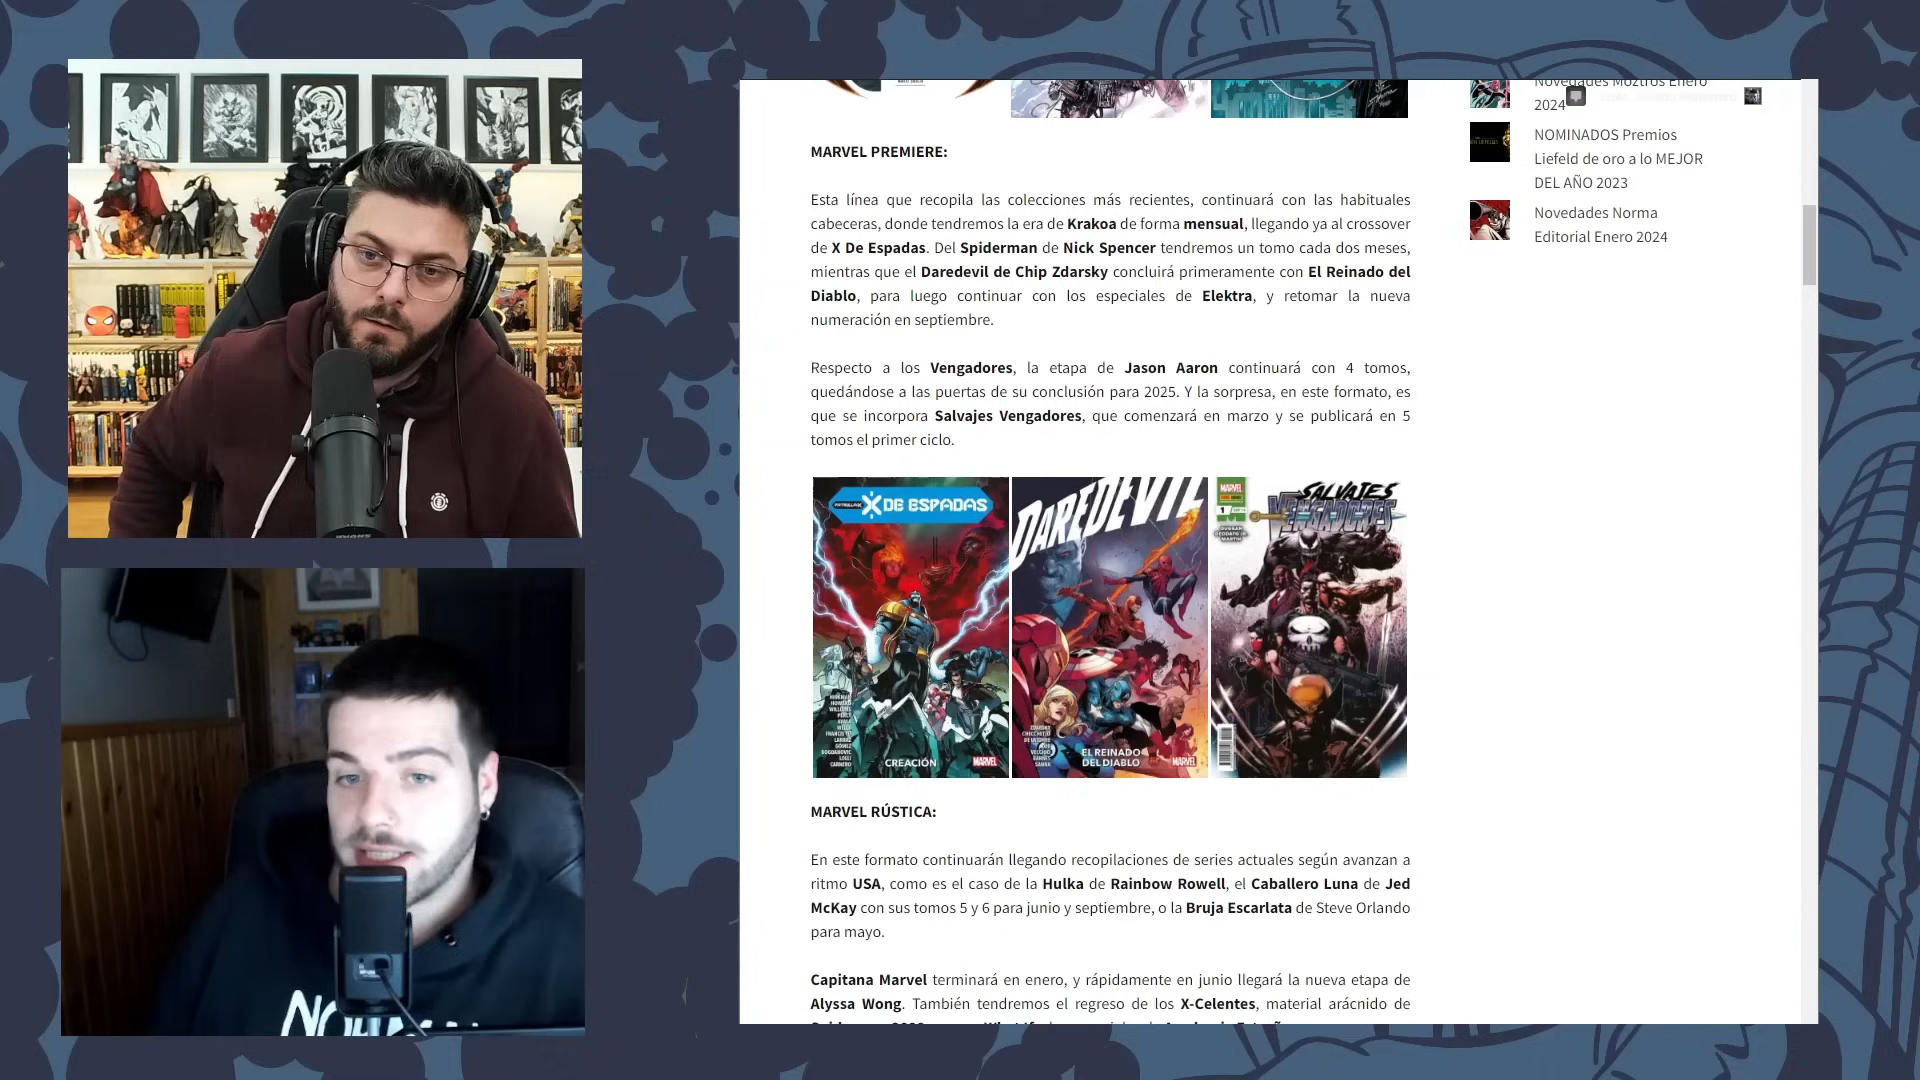 MARVEL PREMIERE:
Esta línea que recopila las colecciones más recientes, continuará con las habituales
cabeceras, donde tendremos la era de Krakoa de forma mensual, llegando ya al crossover
de X De Espadas. Del Spiderman de Nick Spencer tendremos un tomo cada dos meses,
mientras que el Daredevil de Chip Zdarsky concluirá primeramente con El Reinado del
Diablo, para luego continuar con los especiales de Elektra, y retomar la nueva
numeración en septiembre.
Respecto a los Vengadores, la etapa de Jason Aaron continuará con 4 tomos,
quedándose a las puertas de su conclusión para 2025. Y la sorpresa, en este formato, es
que se incorpora Salvajes Vengadores, que comenzará en marzo y se publicará en 5
tomos el primer ciclo.
X DE ESPADAS
CREACIÓN
MARVEL
DAREDEVIL
EL REINADO
DEL DIABLO
MARVEL
MARVEL
1
SALVAJES
VENGADORES
MARVEL RÚSTICA:
En este formato continuarán llegando recopilaciones de series actuales según avanzan a
ritmo USA, como es el caso de la Hulka de Rainbow Rowell, el Caballero Luna de Jed
McKay con sus tomos 5 y 6 para junio y septiembre, o la Bruja Escarlata de Steve Orlando
para mayo.
Capitana Marvel terminará en enero, y rápidamente en junio llegará la nueva etapa de
Alyssa Wong. También tendremos el regreso de los X-Celentes, material arácnido de
Novedades Moztros Enero
2024
NOMINADOS Premios
Liefeld de oro a lo MEJOR
DEL AÑO 2023
Novedades Norma
Editorial Enero 2024